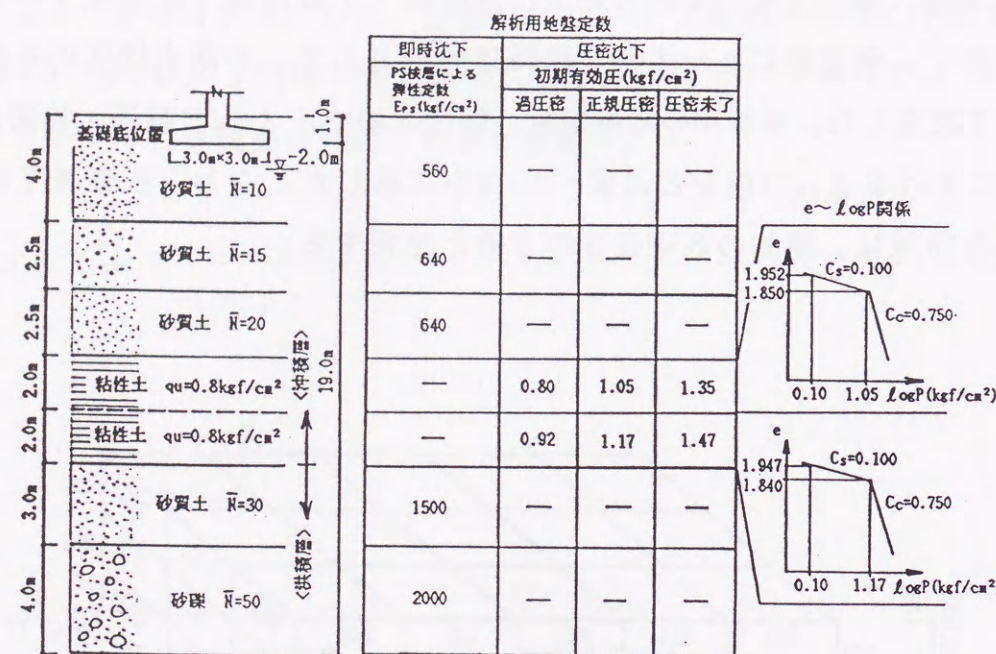 解析用地盤定数
即時沈下 圧密沈下
PS検層による
弾性定数
EPS(kgf/cm²)
初期有効圧(kgf/cm²)
過圧密 正規圧密 圧密未了
N
1.0m
基礎底位置
3.0m×3.0m
-2.0m
4.0m 砂質土 N̄=10 560 — — —
2.5m 砂質土 N̄=15 640 — — —
2.5m 砂質土 N̄=20 640 — — —
2.0m 粘性土 qu=0.8kgf/cm² — 0.80 1.05 1.35
2.0m 粘性土 qu=0.8kgf/cm² — 0.92 1.17 1.47
3.0m 砂質土 N̄=30 1500 — — —
4.0m 砂礫 N̄=50 2000 — — —
<沖積層>
19.0m
<洪積層>
e～ℓogP関係
e
1.952
1.850
Cs=0.100
Cc=0.750
0.10 1.05 ℓogP(kgf/cm²)
e
1.947
1.840
Cs=0.100
Cc=0.750
0.10 1.17 ℓogP(kgf/cm²)